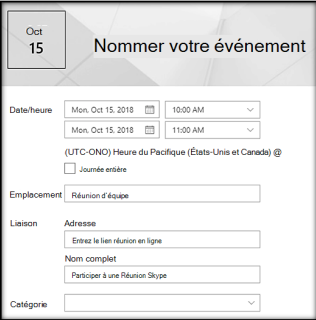 Oct
15
Nommer votre événement
Date/heure
Mon, Oct 15, 2018
10:00 AM
Mon, Oct 15, 2018
11:00 AM
(UTC-ONO) Heure du Pacifique (États-Unis et Canada) @
Journée entière
Emplacement
Réunion d'équipe
Liaison
Adresse
Entrez le lien réunion en ligne
Nom complet
Participer à une Réunion Skype
Catégorie